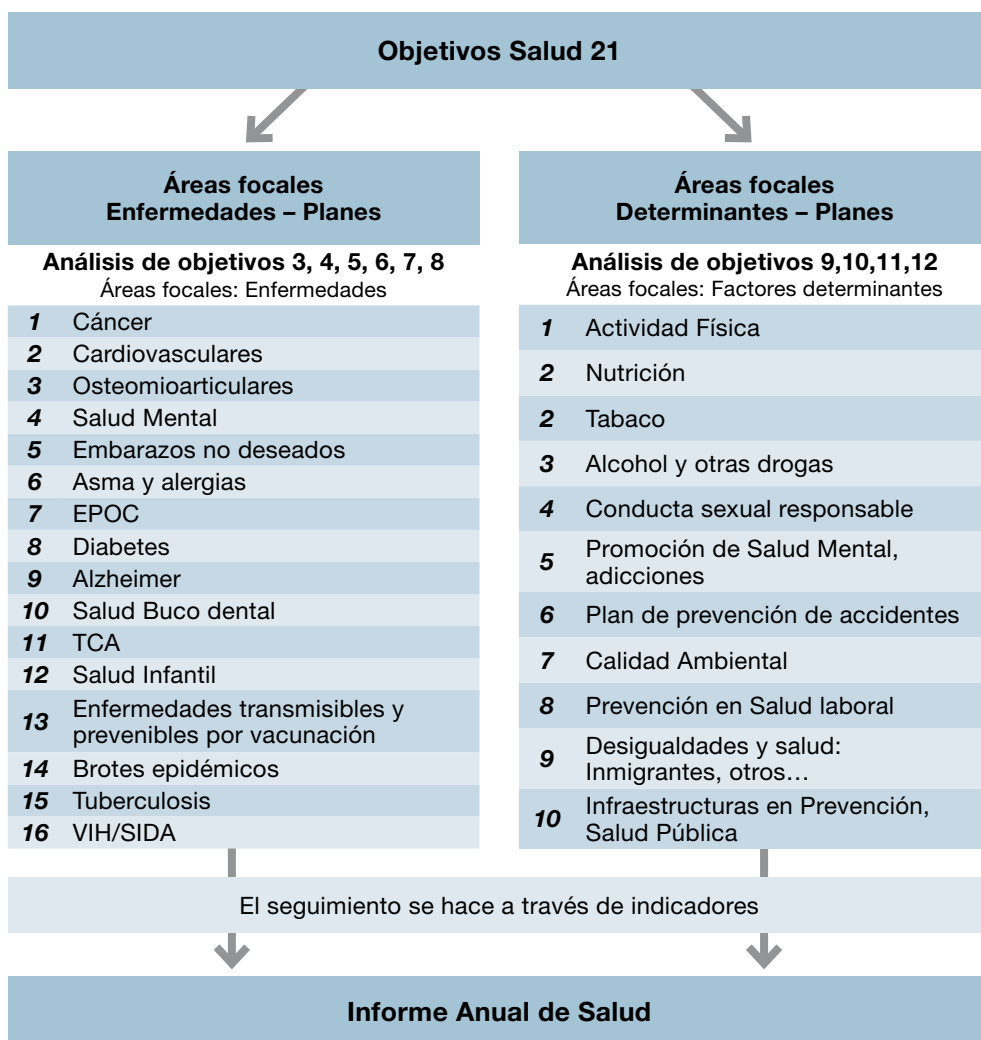 Objetivos Salud 21
Áreas focales
Enfermedades – Planes
Análisis de objetivos 3, 4, 5, 6, 7, 8
Áreas focales: Enfermedades
1 Cáncer
2 Cardiovasculares
3 Osteomioarticulares
4 Salud Mental
5 Embarazos no deseados
6 Asma y alergias
7 EPOC
8 Diabetes
9 Alzheimer
10 Salud Buco dental
11 TCA
12 Salud Infantil
13 Enfermedades transmisibles y
prevenibles por vacunación
14 Brotes epidémicos
15 Tuberculosis
16 VIH/SIDA
Áreas focales
Determinantes – Planes
Análisis de objetivos 9,10,11,12
Áreas focales: Factores determinantes
1 Actividad Física
2 Nutrición
2 Tabaco
3 Alcohol y otras drogas
4 Conducta sexual responsable
5 Promoción de Salud Mental,
adicciones
6 Plan de prevención de accidentes
7 Calidad Ambiental
8 Prevención en Salud laboral
9 Desigualdades y salud:
Inmigrantes, otros…
10 Infraestructuras en Prevención,
Salud Pública
El seguimiento se hace a través de indicadores
Informe Anual de Salud